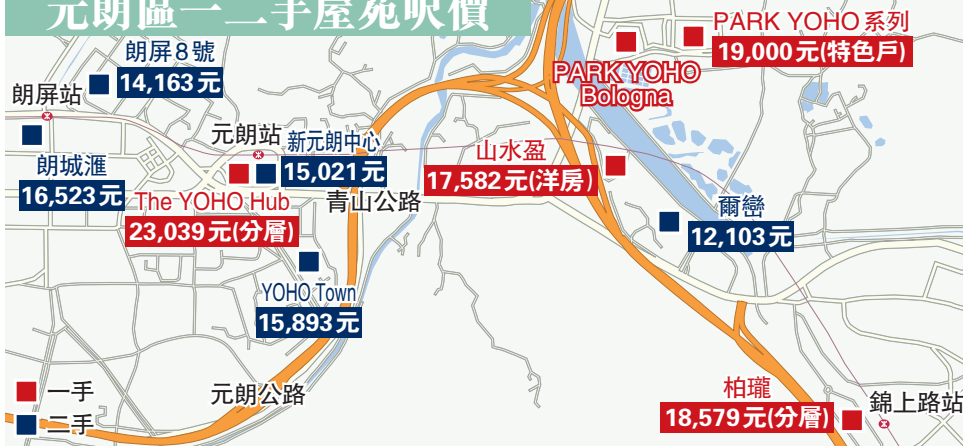 元朗區一二手屋苑呎價
朗屏8號
14,163元
朗屏站
朗城滙
16,523元
元朗站
新元朗中心
15,021元
The YOHO Hub
23,039元(分層)
青山公路
YOHO Town
15,893元
PARK YOHO系列
19,000元(特色戶)
PARK YOHO
Bologna
山水盈
17,582元(洋房)
爾巒
12,103元
元朗公路
柏瓏
18,579元(分層)
錦上路站
一手
二手